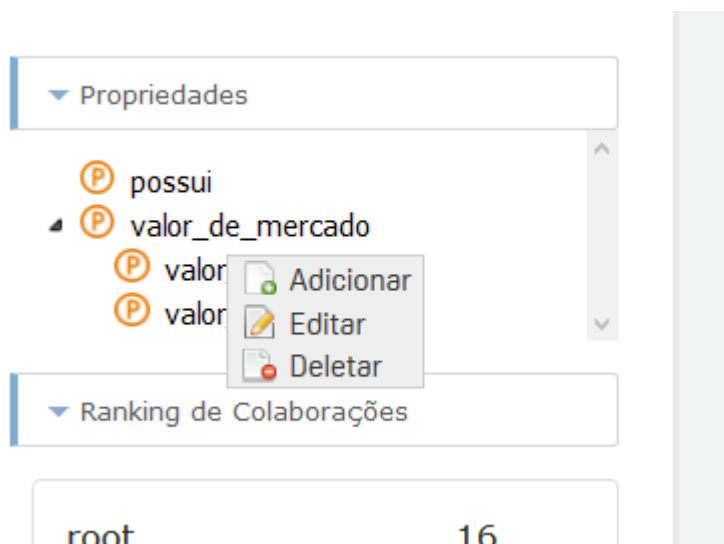 Propriedades
P possui
P valor_de_mercado
P valor
Adicionar
P valor
Editar
Deletar
Ranking de Colaborações
root 16